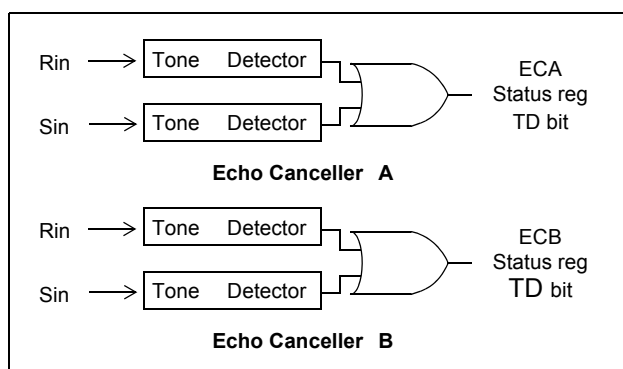 Rin Tone Detector
Sin Tone Detector
ECA
Status reg
TD bit
Echo Canceller A
Rin Tone Detector
Sin Tone Detector
ECB
Status reg
TD bit
Echo Canceller B